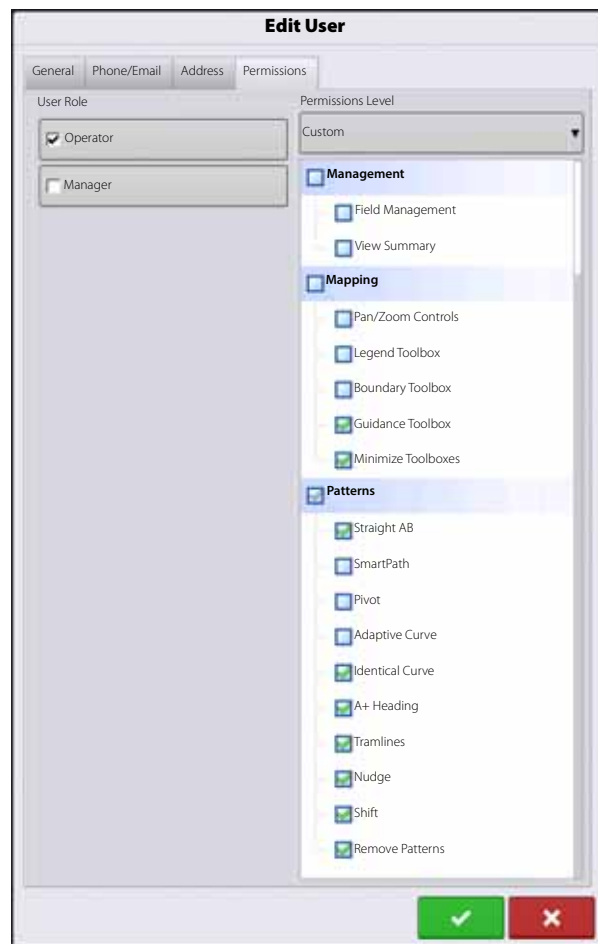 Edit User
General Phone/Email Address Permissions
User Role
Operator
Manager
Permissions Level
Custom
Management
Field Management
View Summary
Mapping
Pan/Zoom Controls
Legend Toolbox
Boundary Toolbox
Guidance Toolbox
Minimize Toolboxes
Patterns
Straight AB
SmartPath
Pivot
Adaptive Curve
Identical Curve
A+ Heading
Tramlines
Nudge
Shift
Remove Patterns